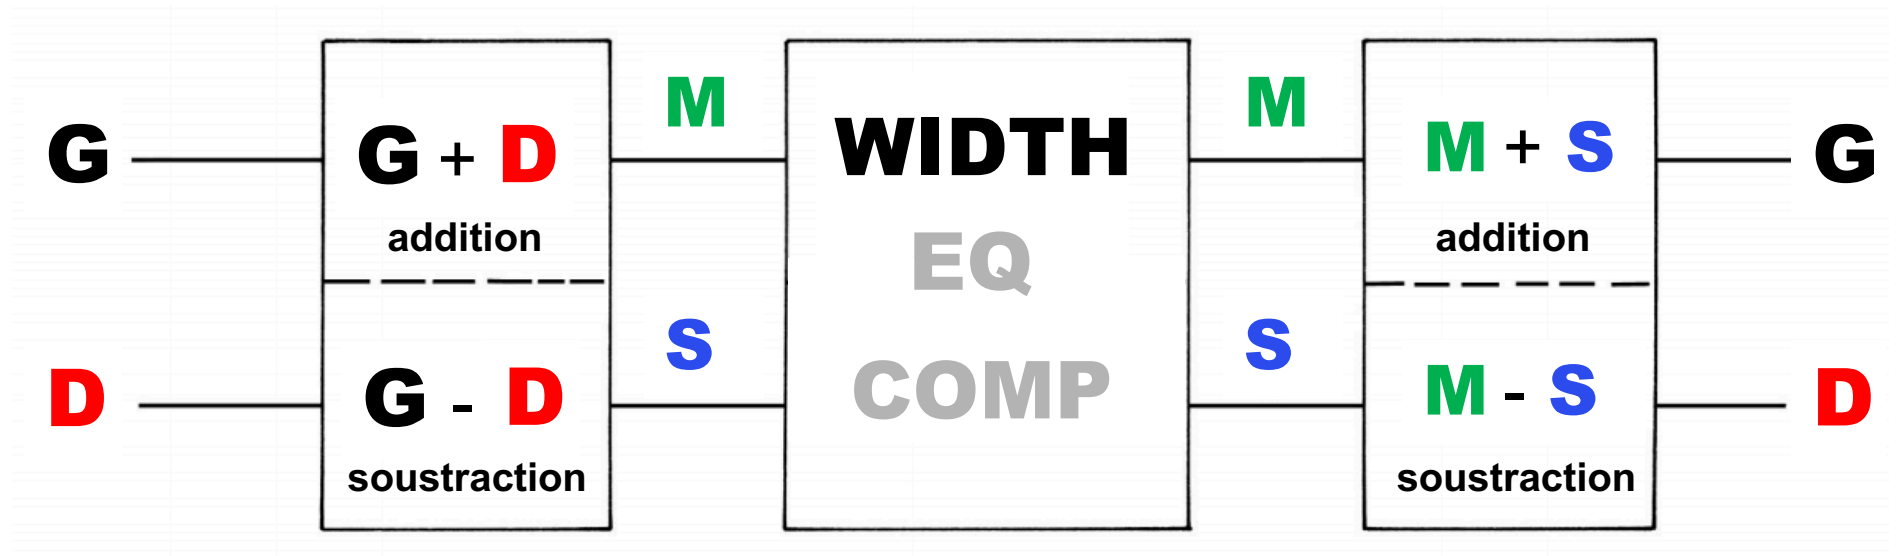 G
D
G + D
addition
G - D
soustraction
M
S
WIDTH
EQ
COMP
M
S
M + S
addition
M - S
soustraction
G
D